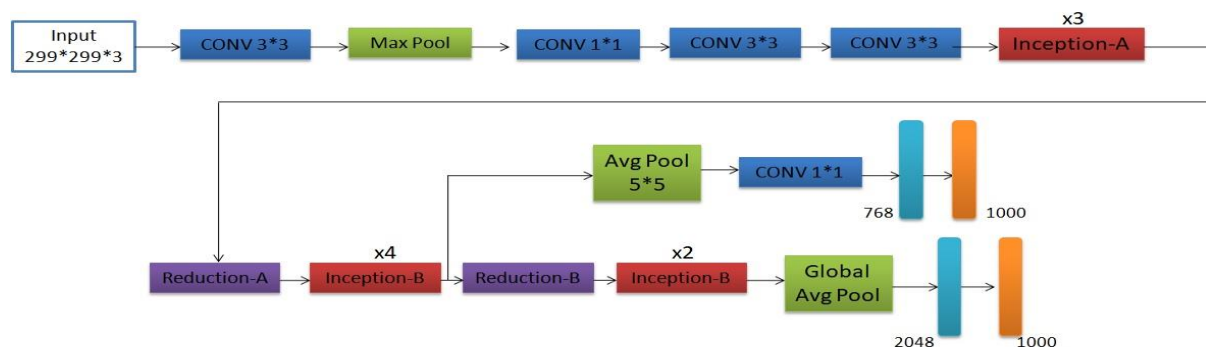 x3
Input
299*299*3
CONV 3*3
Max Pool
CONV 1*1
CONV 3*3
CONV 3*3
Inception-A
Avg Pool
5*5
CONV 1*1
768
1000
x4
x2
Reduction-A
Inception-B
Reduction-B
Inception-B
Global
Avg Pool
2048
1000